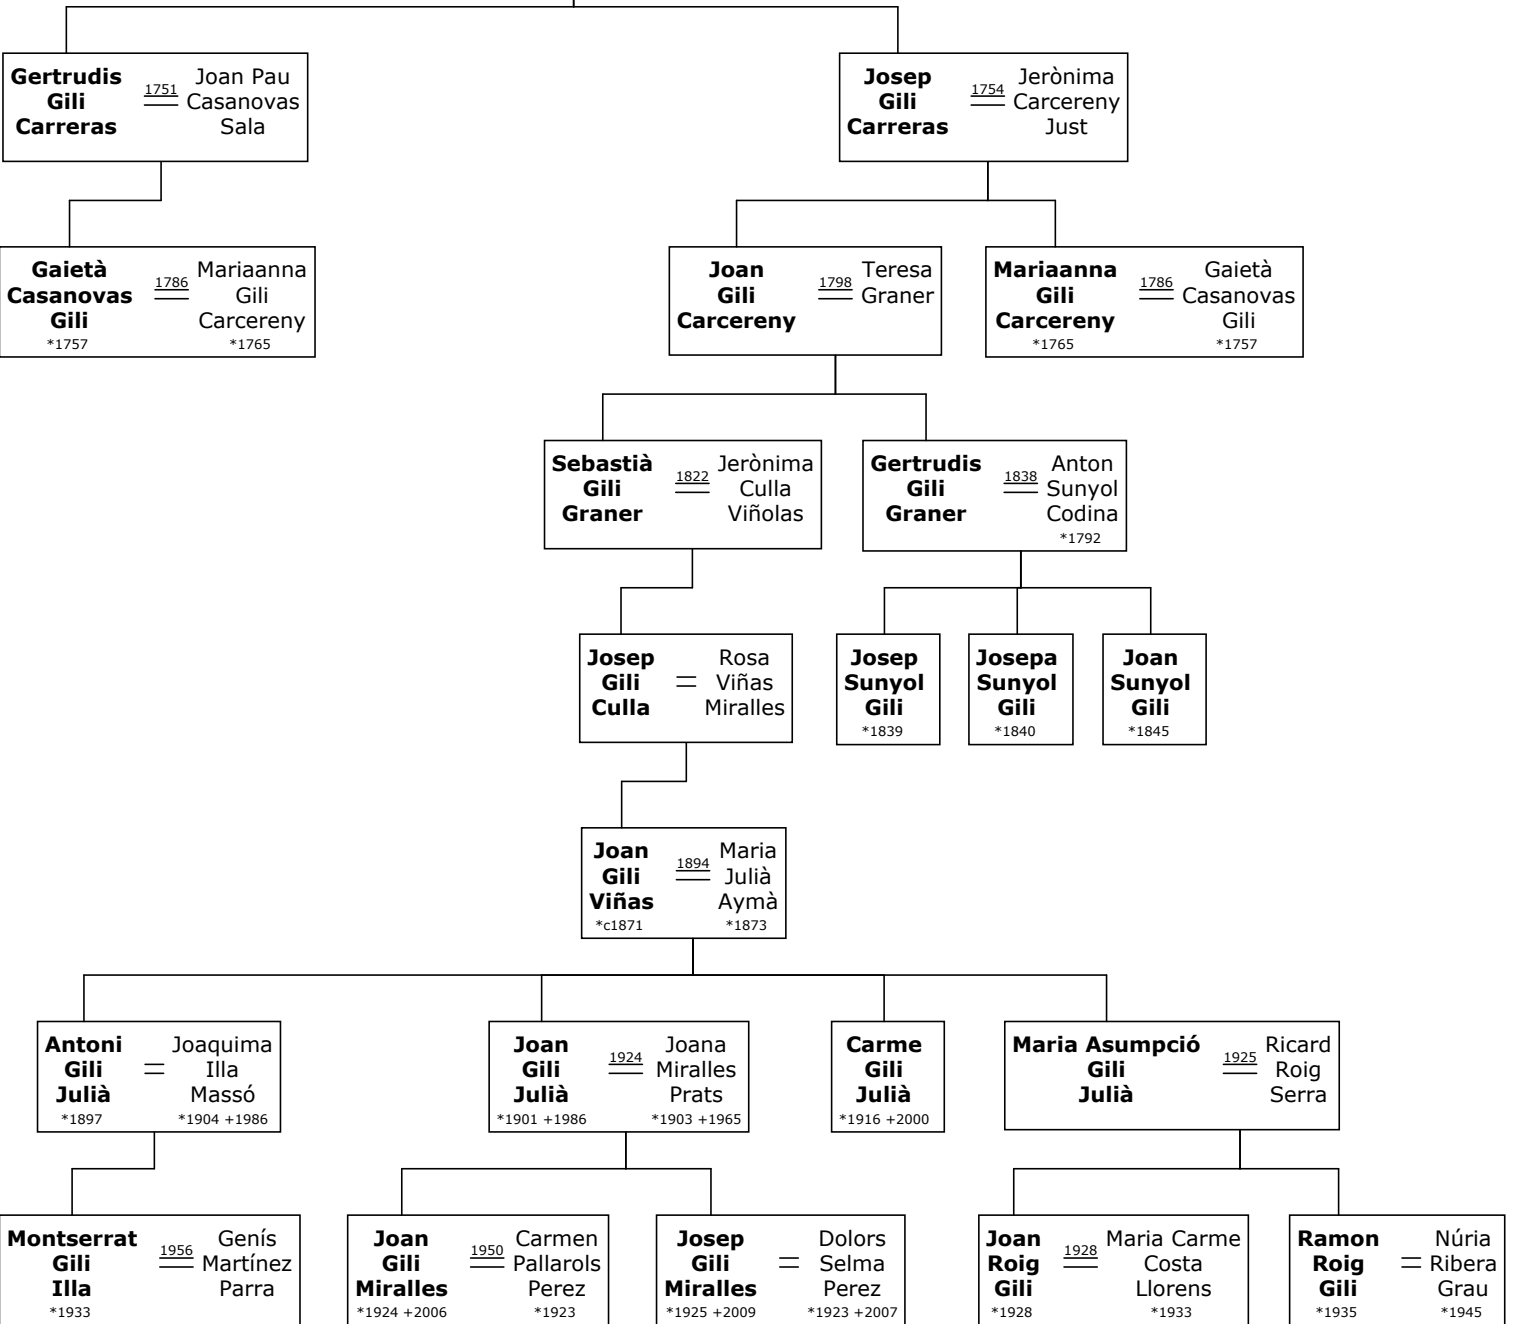 Gertrudis
Gili
Carreras
1751
Joan Pau
Casanovas
Sala
Josep
Gili
Carreras
1754
Jerònima
Carcereny
Just
Gaietà
Casanovas
Gili
*1757
1786
Mariaanna
Gili
Carcereny
*1765
Joan
Gili
Carcereny
1798
Teresa
Graner
Mariaanna
Gili
Carcereny
*1765
1786
Gaietà
Casanovas
Gili
*1757
Sebastià
Gili
Graner
1822
Jerònima
Culla
Viñolas
Gertrudis
Gili
Graner
1838
Anton
Sunyol
Codina
*1792
Josep
Gili
Culla
Rosa
Viñas
Miralles
Josep
Sunyol
Gili
*1839
Josepa
Sunyol
Gili
*1840
Joan
Sunyol
Gili
*1845
Joan
Gili
Viñas
*c1871
1894
Maria
Julià
Aymà
*1873
Antoni
Gili
Julià
*1897
Joaquima
Illa
Massó
*1904 +1986
Joan
Gili
Julià
*1901 +1986
1924
Joana
Miralles
Prats
*1903 +1965
Carme
Gili
Julià
*1916 +2000
Maria Asumpció
Gili
Julià
1925
Ricard
Roig
Serra
Montserrat
Gili
Illa
*1933
1956
Genís
Martínez
Parra
Joan
Gili
Miralles
*1924 +2006
1950
Carmen
Pallarols
Perez
*1923
Josep
Gili
Miralles
*1925 +2009
Dolors
Selma
Perez
*1923 +2007
Joan
Roig
Gili
*1928
1928
Maria Carme
Costa
Llorens
*1933
Ramon
Roig
Gili
*1935
Núria
Ribera
Grau
*1945